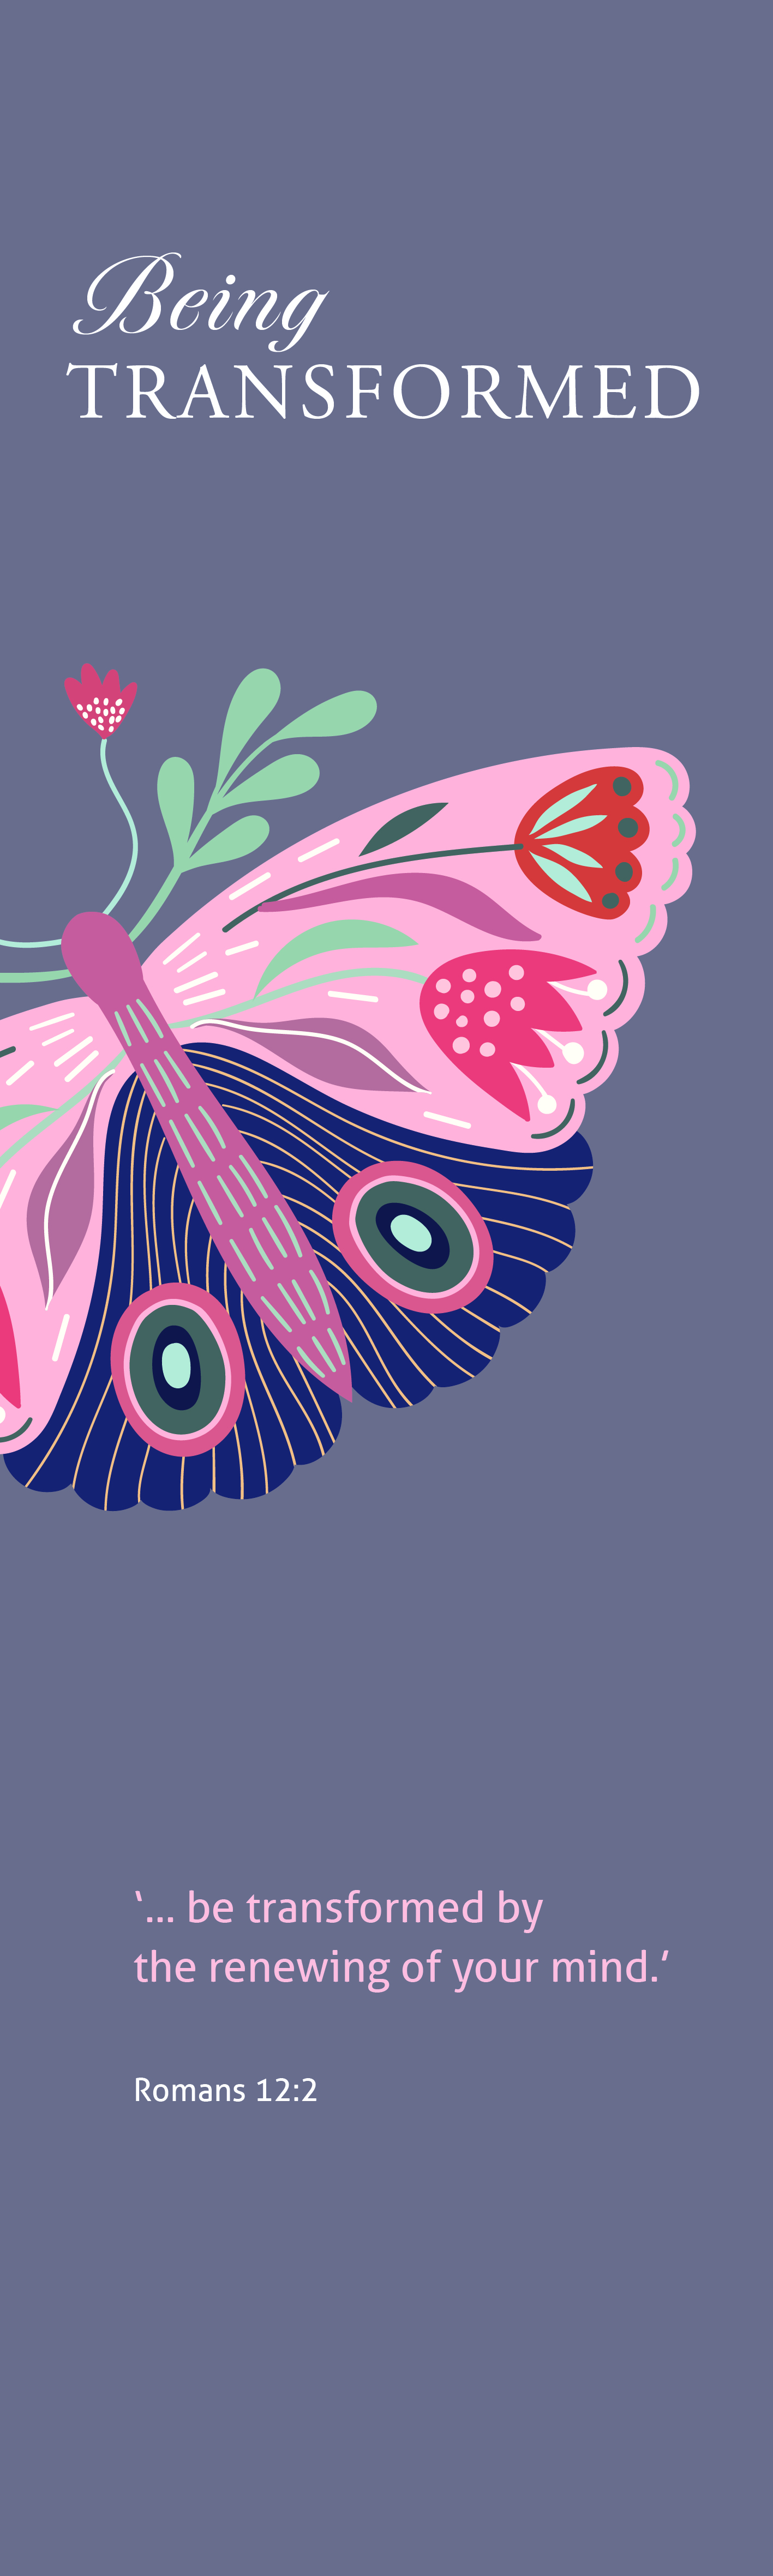 Being
TRANSFORMED
‘... be transformed by
the renewing of your mind.’
Romans 12:2